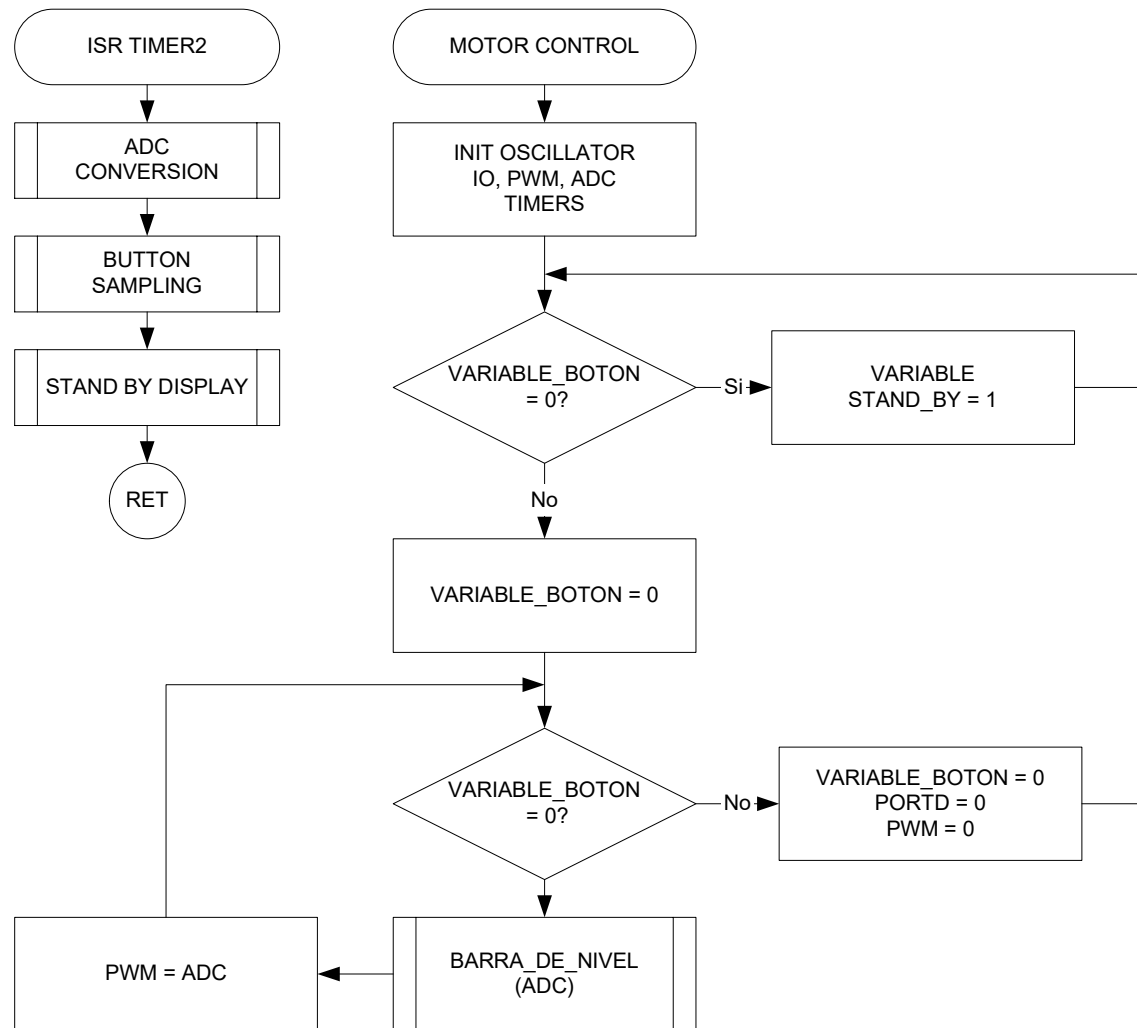 ISR TIMER2
ADC
CONVERSION
BUTTON
SAMPLING
STAND BY DISPLAY
RET
MOTOR CONTROL
INIT OSCILLATOR
IO, PWM, ADC
TIMERS
VARIABLE_BOTON
= 0?
Si
VARIABLE
STAND_BY = 1
No
VARIABLE_BOTON = 0
VARIABLE_BOTON
= 0?
No
VARIABLE_BOTON = 0
PORTD = 0
PWM = 0
BARRA_DE_NIVEL
(ADC)
PWM = ADC